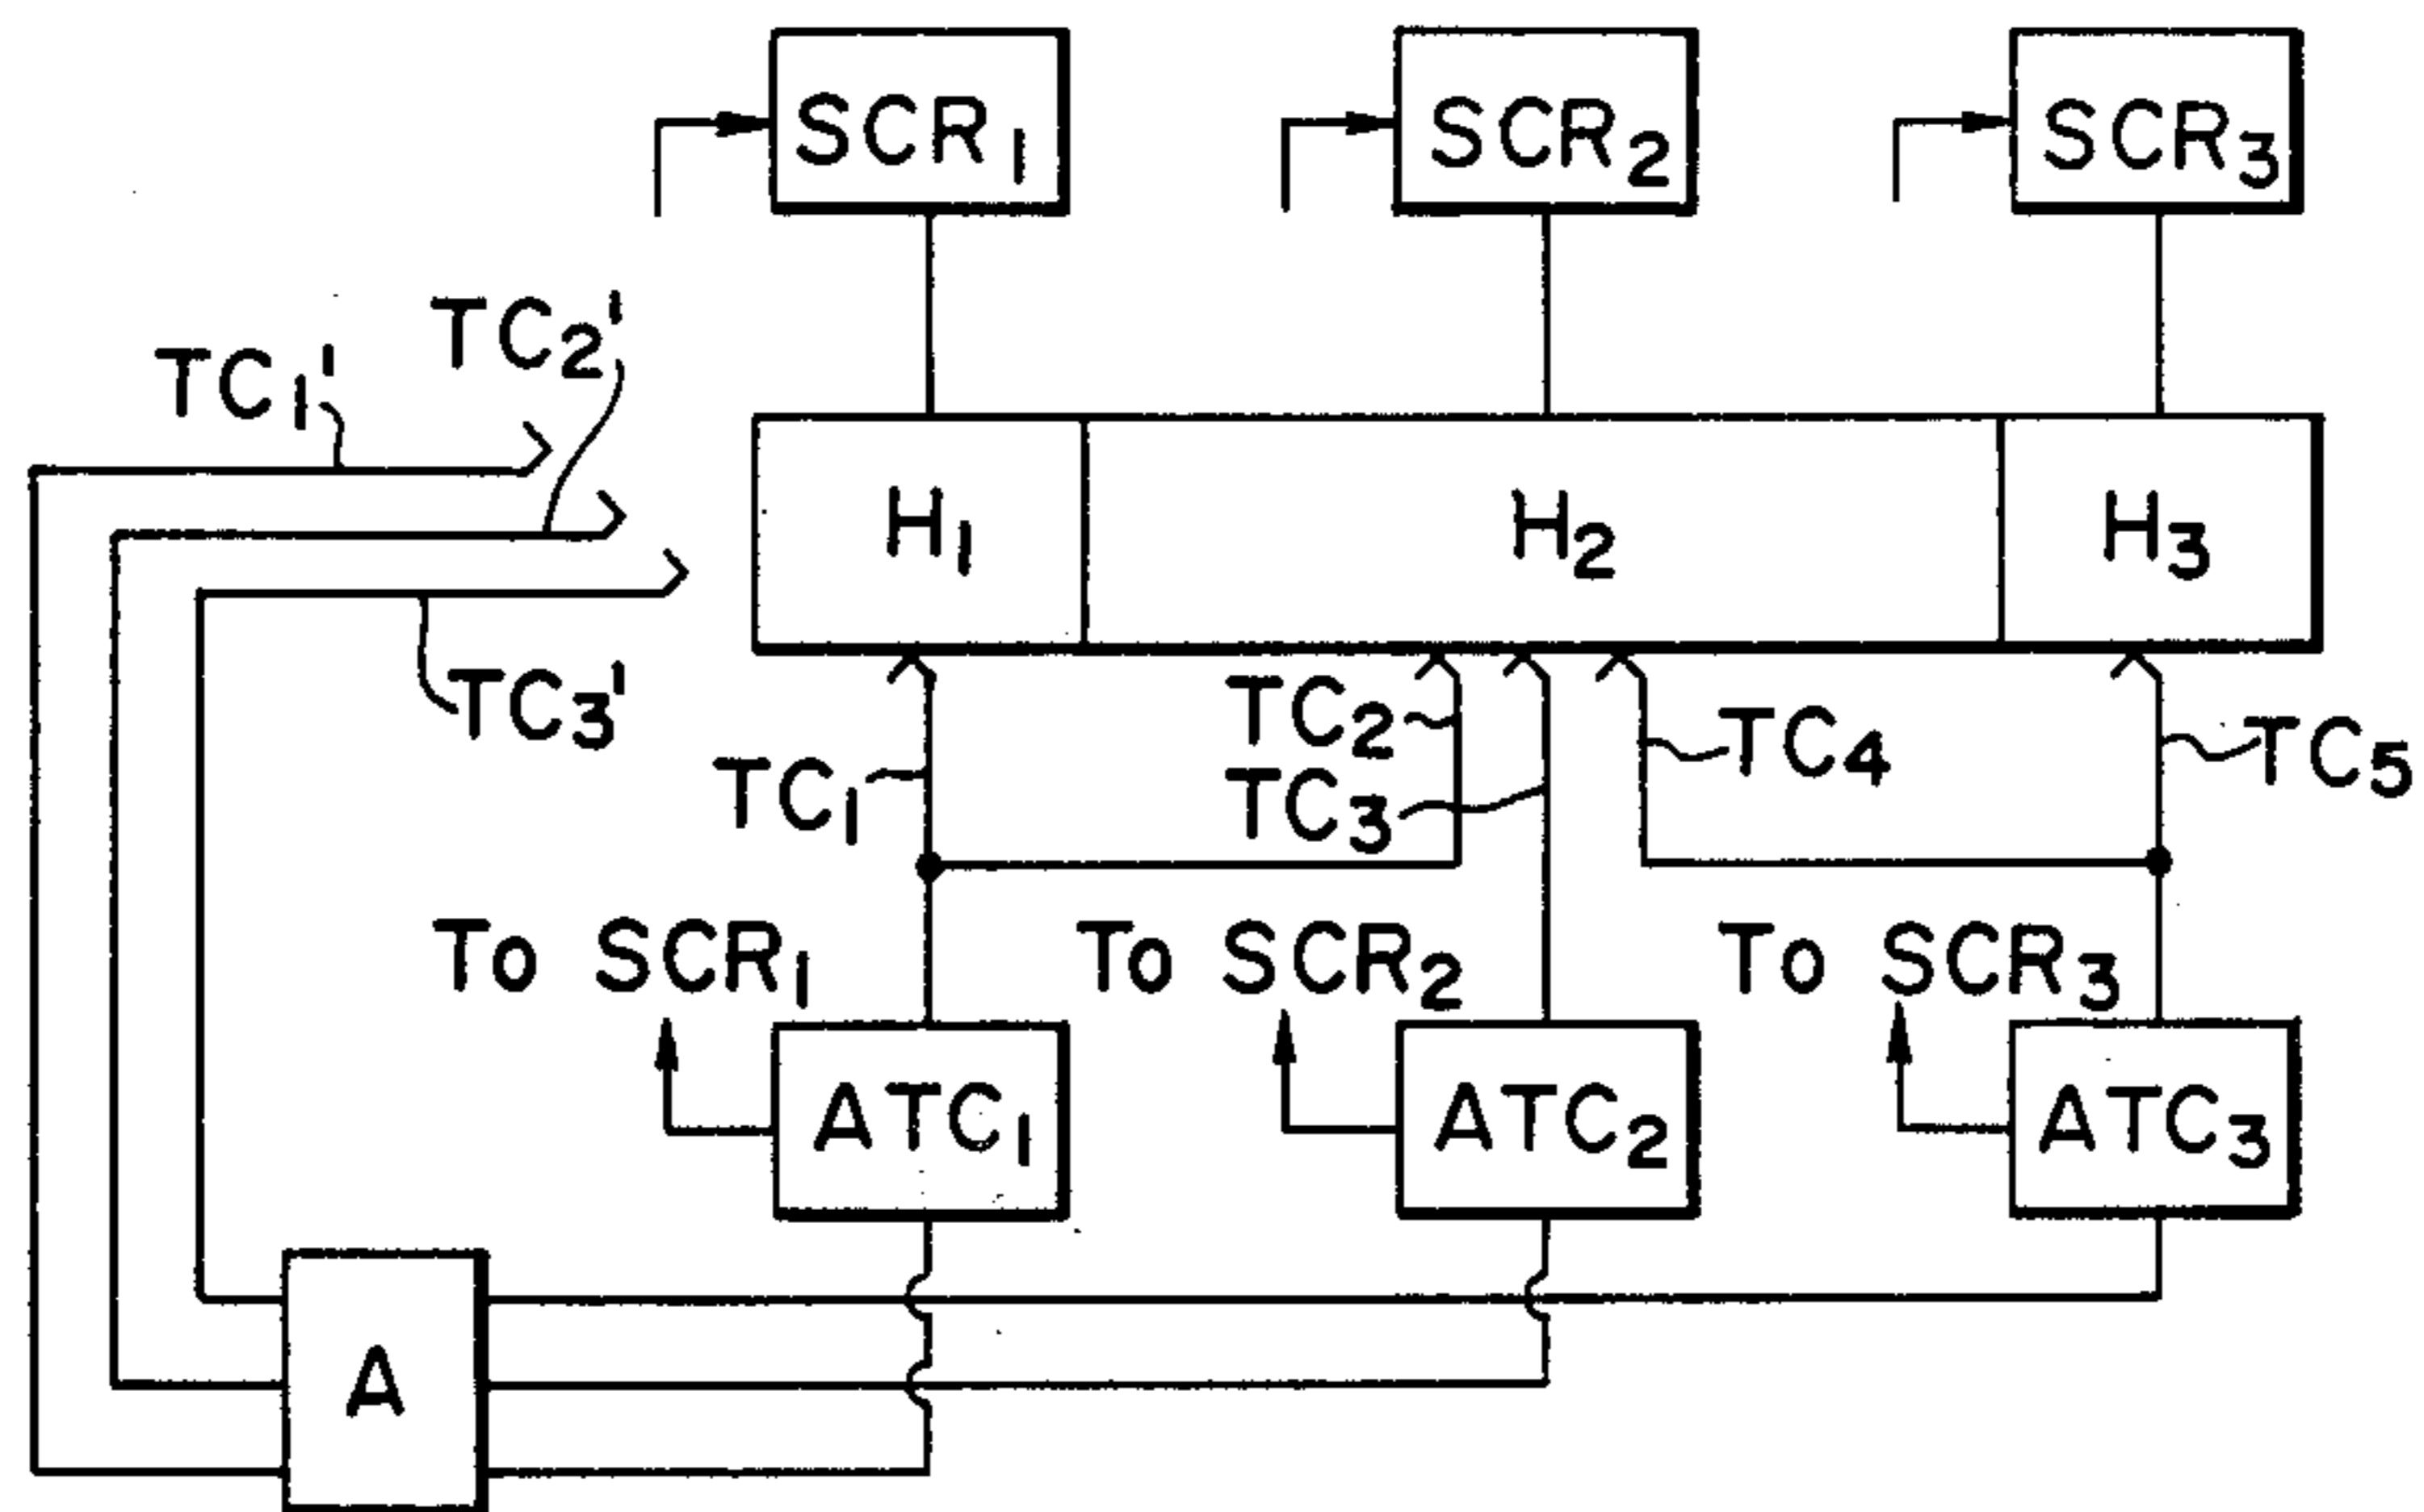 SCR₁ SCR₂ SCR₃
TC₁' TC₂'
H₁ H₂ H₃
TC₃'
TC₁ TC₂ TC₄ TC₅
TC₃
To SCR₁ To SCR₂ To SCR₃
ATC₁ ATC₂ ATC₃
A